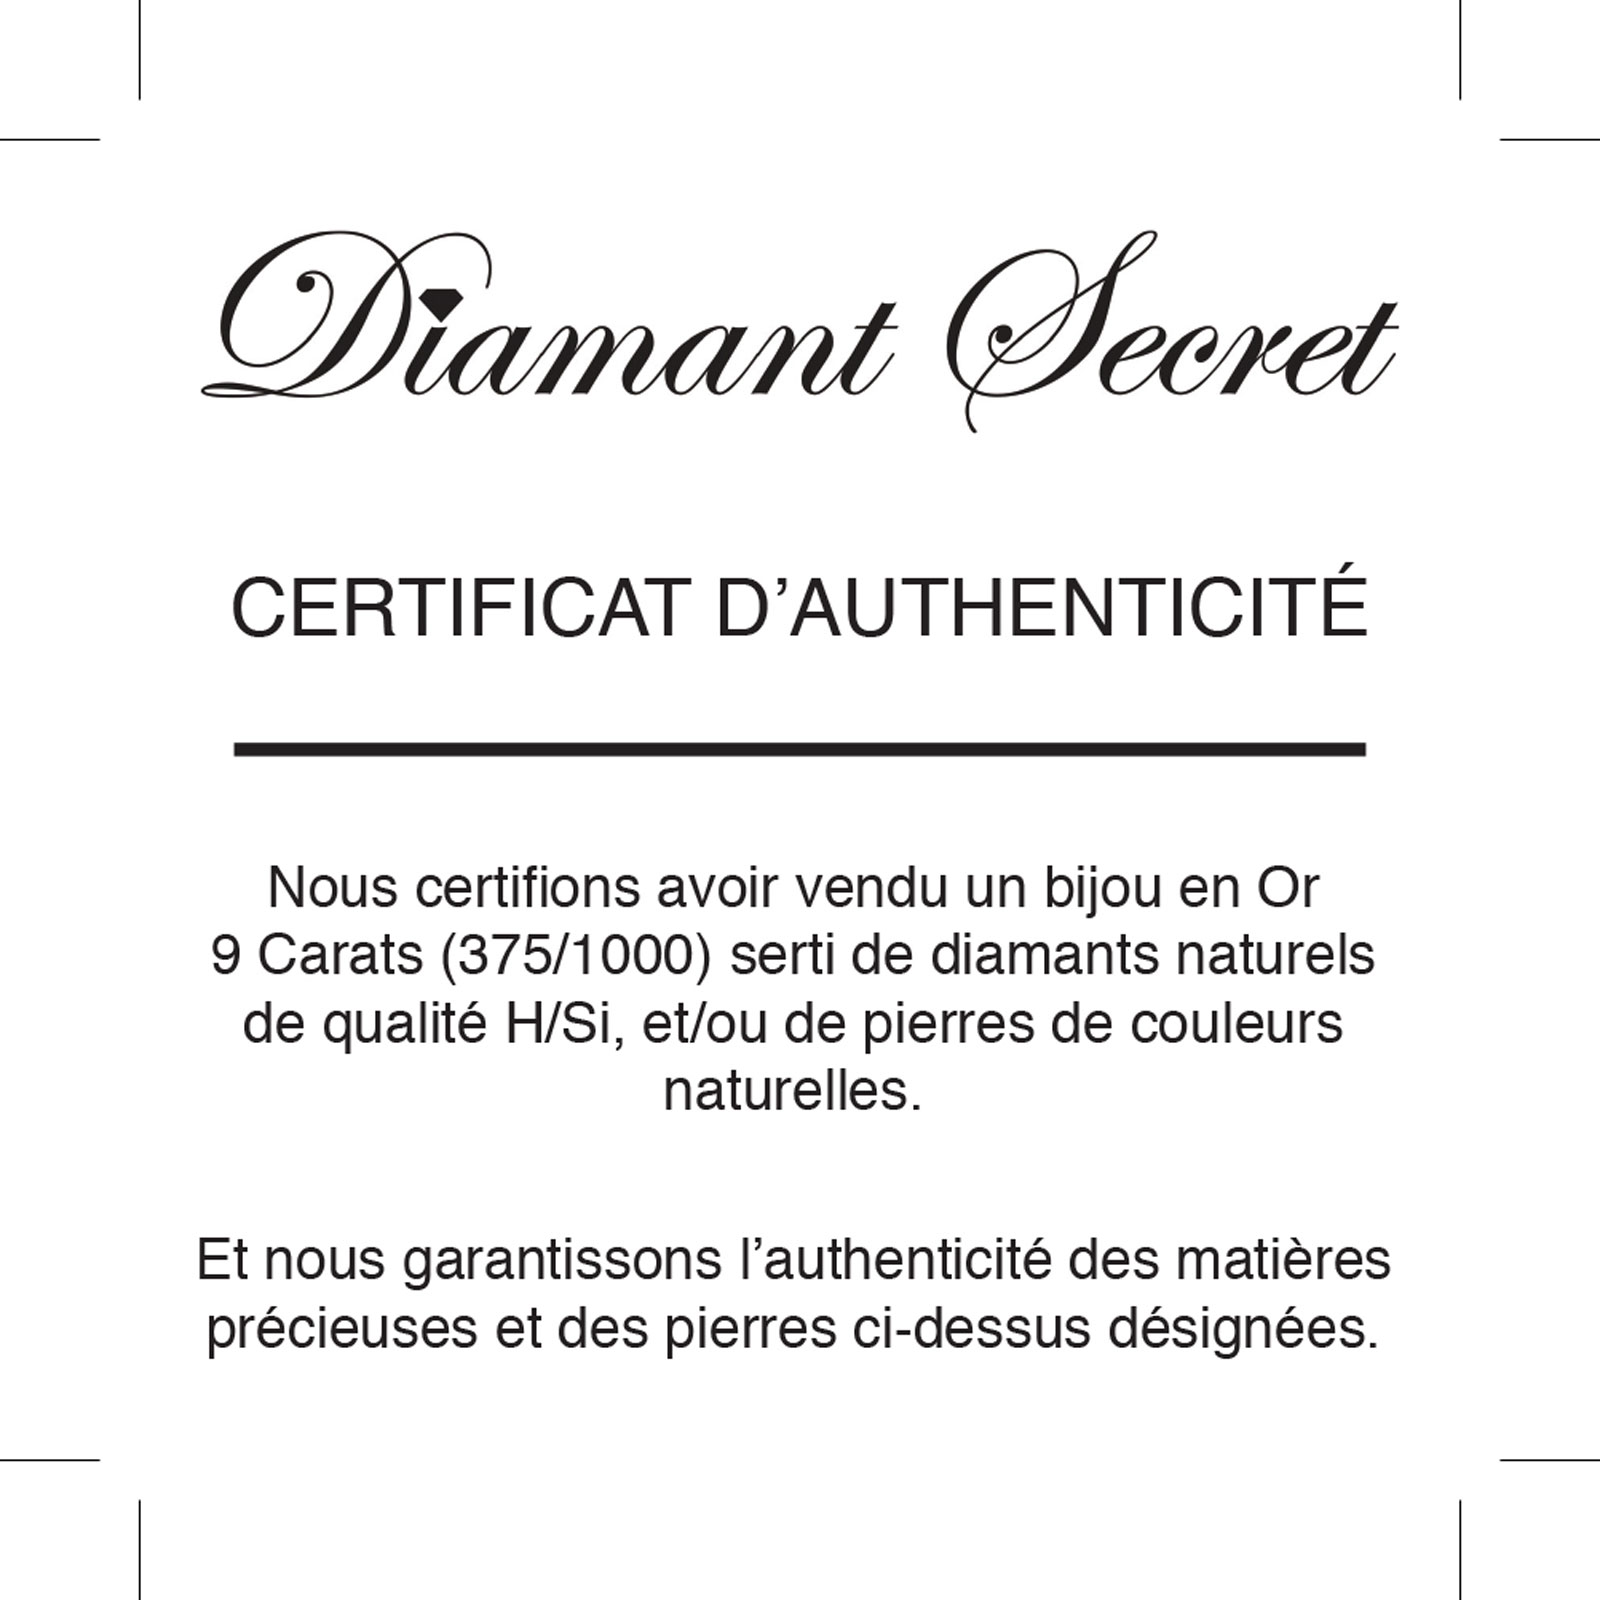 Diamant Secret
CERTIFICAT D’AUTHENTICITÉ
Nous certifions avoir vendu un bijou en Or
9 Carats (375/1000) serti de diamants naturels
de qualité H/Si, et/ou de pierres de couleurs
naturelles.
Et nous garantissons l’authenticité des matières
précieuses et des pierres ci-dessus désignées.